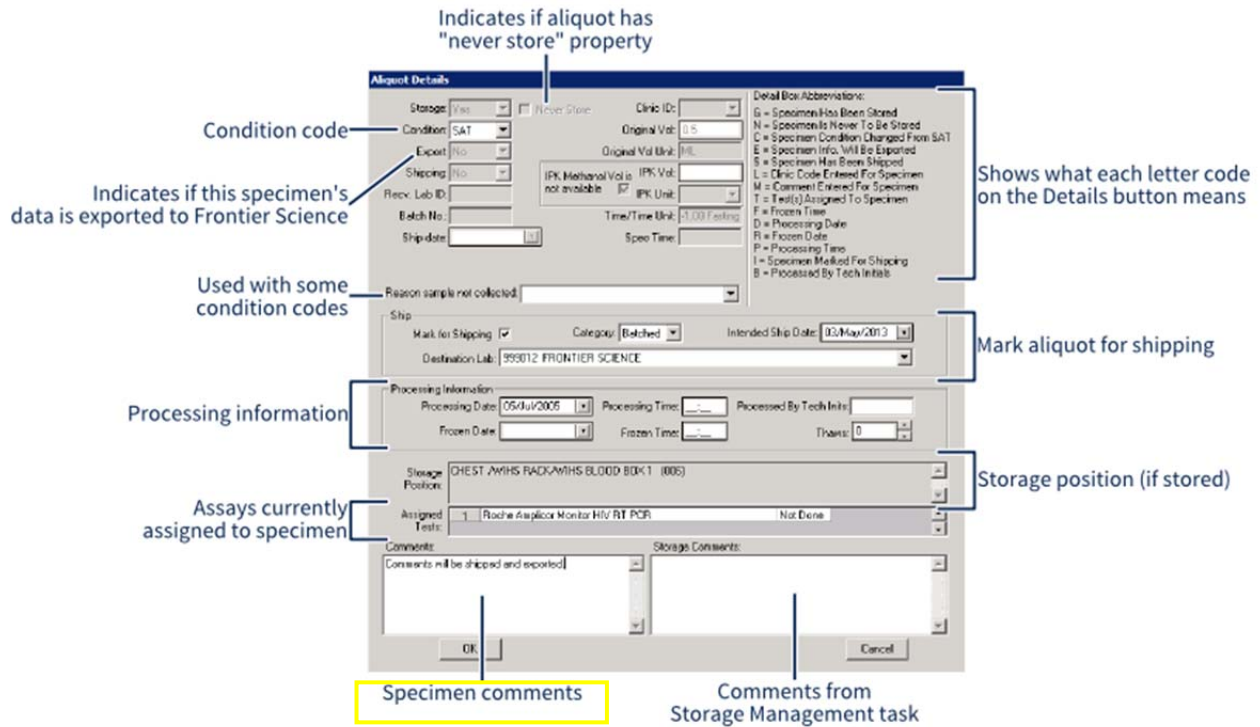 Indicates if aliquot has
"never store" property
Aliquot Details
Storage: Yes Never Store Clinic ID:
Condition: SAT Original Vol: 0.5
Export: No Original Vol Unit: ML
Shipping: No IPK Methanol Vol is not available IPK Vol:
IPK Unit:
Recv. Lab ID:
Batch No.: Time/Time Unit: -1.00 Fasting
Ship date: Spec Time:
Detail Box Abbreviations:
G = Specimen Has Been Stored
N = Specimen Is Never To Be Stored
C = Specimen Condition Changed From SAT
E = Specimen Info. Will Be Exported
S = Specimen Has Been Shipped
L = Clinic Code Entered For Specimen
M = Comment Entered For Specimen
T = Test(s) Assigned To Specimen
F = Frozen Time
D = Processing Date
R = Frozen Date
P = Processing Time
I = Specimen Marked For Shipping
B = Processed By Tech Initials
Condition code
Indicates if this specimen's
data is exported to Frontier Science
Shows what each letter code
on the Details button means
Used with some
condition codes
Reason sample not collected:
Ship
Mark for Shipping Category: Batched Intended Ship Date: 03/May/2013
Destination Lab: 999012 FRONTIER SCIENCE
Mark aliquot for shipping
Processing information
Processing Information
Processing Date: 05/Jul/2005 Processing Time: __:__ Processed By Tech Inits:
Frozen Date: Frozen Time: __:__ Thaws: 0
Storage Position: CHEST /WIHS RACK/WIHS BLOOD BOX 1 (006)
Storage position (if stored)
Assays currently
assigned to specimen
Assigned Tests: 1 Roche Amplicor Monitor HIV RT PCR Not Done
Comments: Storage Comments:
Comments will be shipped and exported.
OK Cancel
Specimen comments
Comments from
Storage Management task